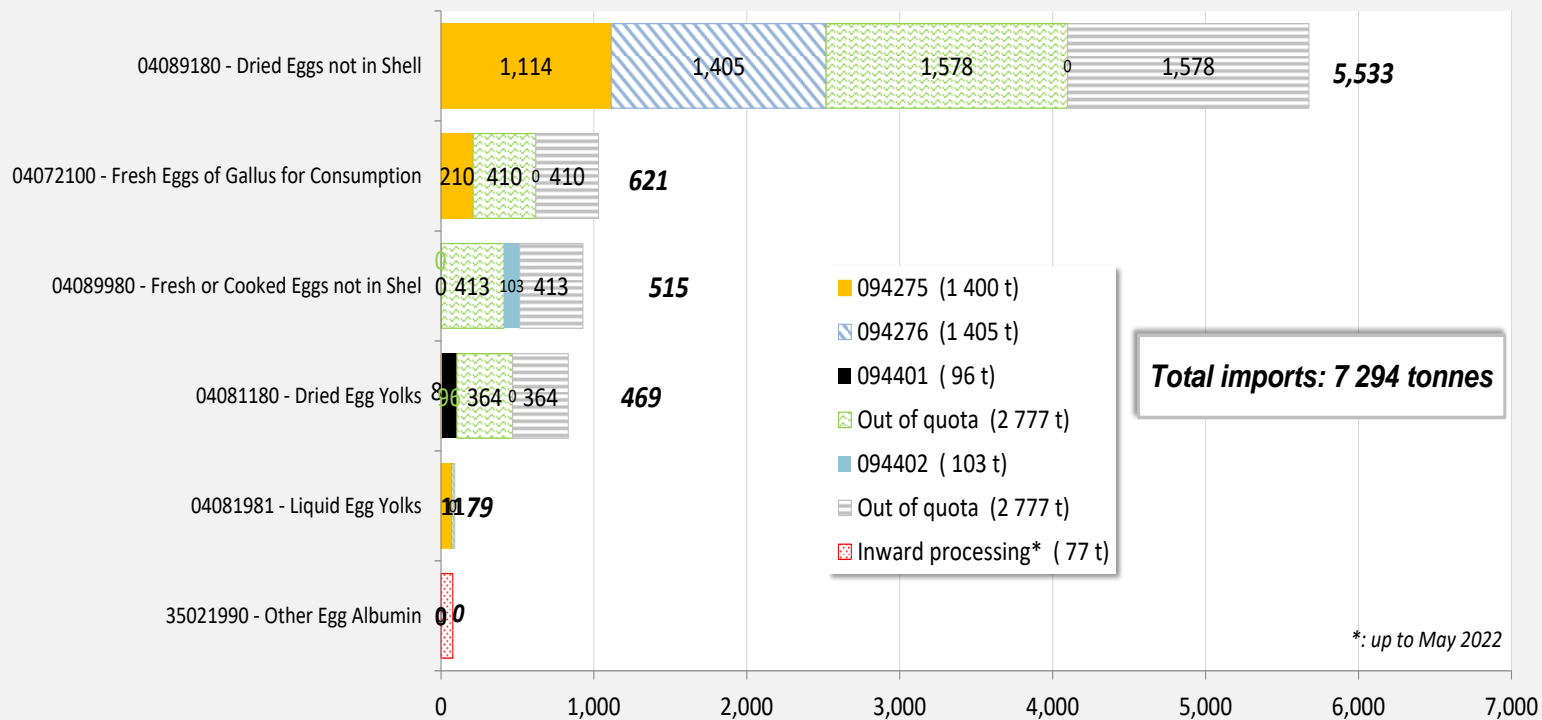 04089180 - Dried Eggs not in Shell
1,114
1,405
1,578
0
1,578
5,533
04072100 - Fresh Eggs of Gallus for Consumption
210
410
0
410
621
04089980 - Fresh or Cooked Eggs not in Shel
0
0
413
103
413
515
04081180 - Dried Egg Yolks
8
96
364
0
364
469
04081981 - Liquid Egg Yolks
11
79
35021990 - Other Egg Albumin
0
0
094275 (1 400 t)
094276 (1 405 t)
094401 ( 96 t)
Out of quota (2 777 t)
094402 ( 103 t)
Out of quota (2 777 t)
Inward processing* ( 77 t)
Total imports: 7 294 tonnes
*: up to May 2022
0
1,000
2,000
3,000
4,000
5,000
6,000
7,000